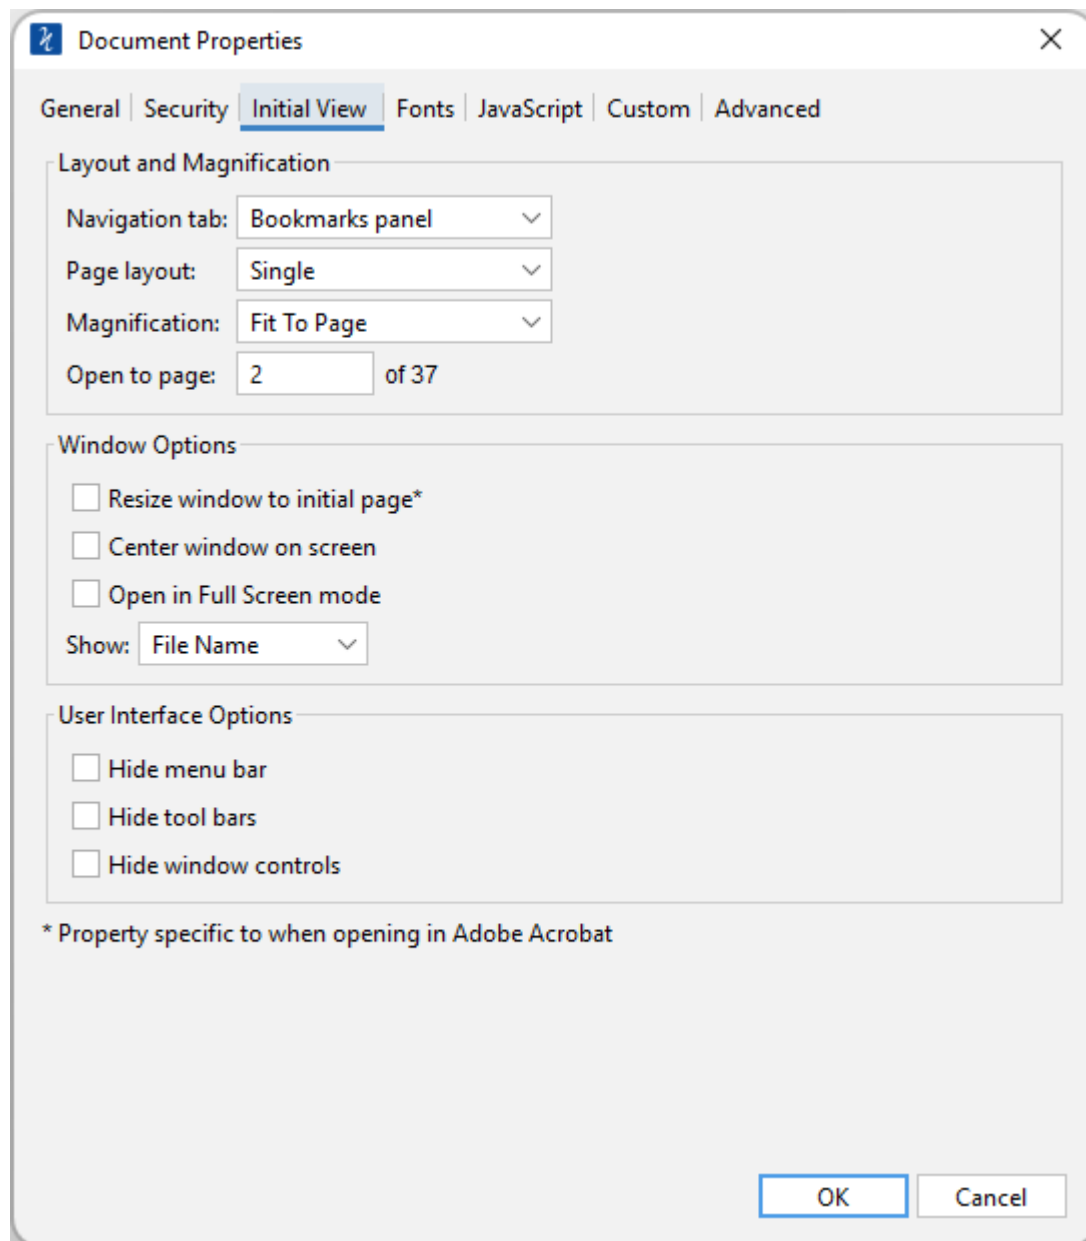 Document Properties
General Security Initial View Fonts JavaScript Custom Advanced
Layout and Magnification
Navigation tab: Bookmarks panel
Page layout: Single
Magnification: Fit To Page
Open to page: 2 of 37
Window Options
Resize window to initial page*
Center window on screen
Open in Full Screen mode
Show: File Name
User Interface Options
Hide menu bar
Hide tool bars
Hide window controls
* Property specific to when opening in Adobe Acrobat
OK Cancel